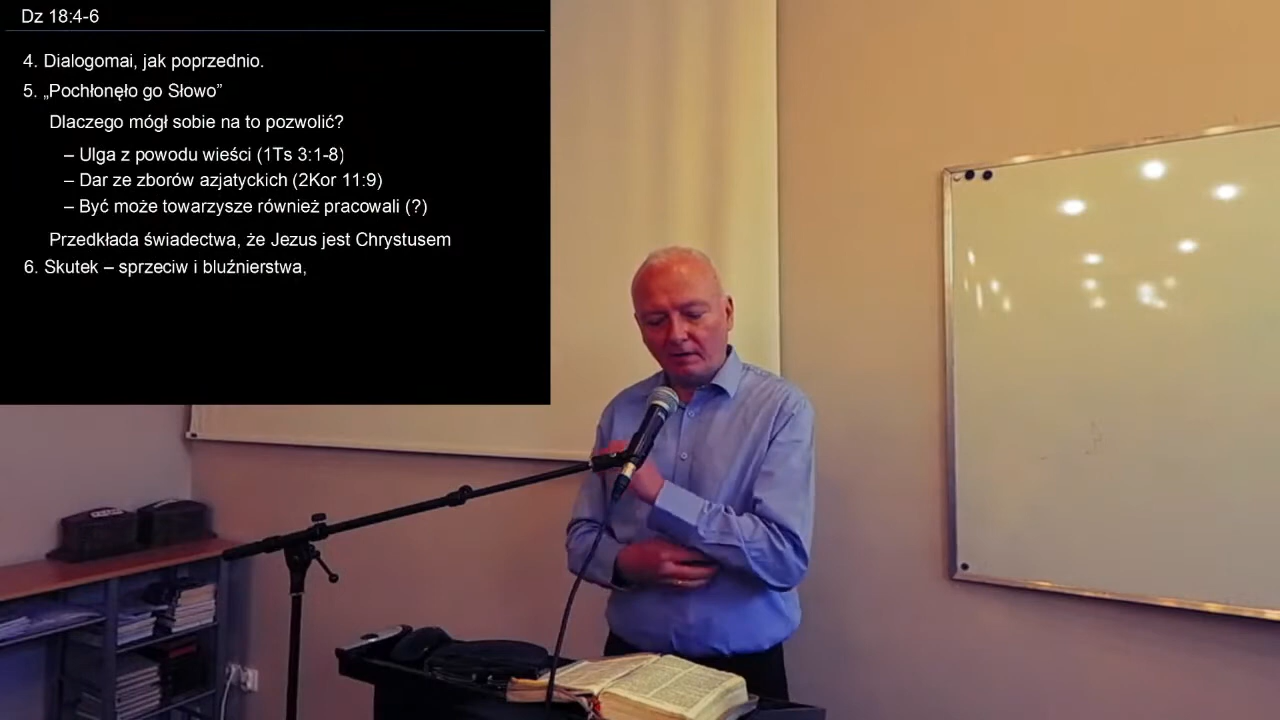 Dz 18:4-6
4. Dialogomai, jak poprzednio.
5. „Pochłonęło go Słowo”
Dlaczego mógł sobie na to pozwolić?
– Ulga z powodu wieści (1Ts 3:1-8)
– Dar ze zborów azjatyckich (2Kor 11:9)
– Być może towarzysze również pracowali (?)
Przedkłada świadectwa, że Jezus jest Chrystusem
6. Skutek – sprzeciw i bluźnierstwa,